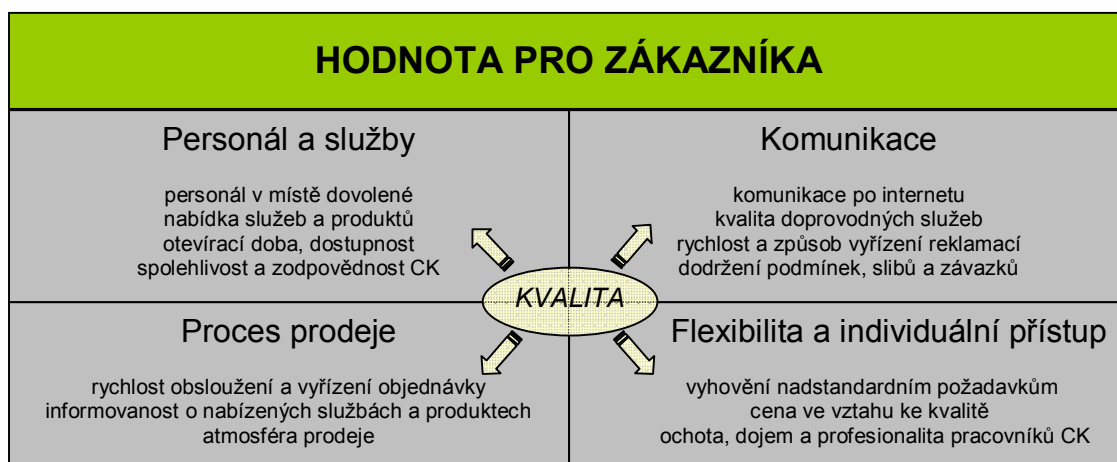 HODNOTA PRO ZÁKAZNÍKA
Personál a služby
personál v místě dovolené
nabídka služeb a produktů
otevírací doba, dostupnost
spolehlivost a zodpovědnost CK
Komunikace
komunikace po internetu
kvalita doprovodných služeb
rychlost a způsob vyřízení reklamací
dodržení podmínek, slibů a závazků
KVALITA
Proces prodeje
rychlost obsloužení a vyřízení objednávky
informovanost o nabízených službách a produktech
atmosféra prodeje
Flexibilita a individuální přístup
vyhovění nadstandardním požadavkům
cena ve vztahu ke kvalitě
ochota, dojem a profesionalita pracovníků CK